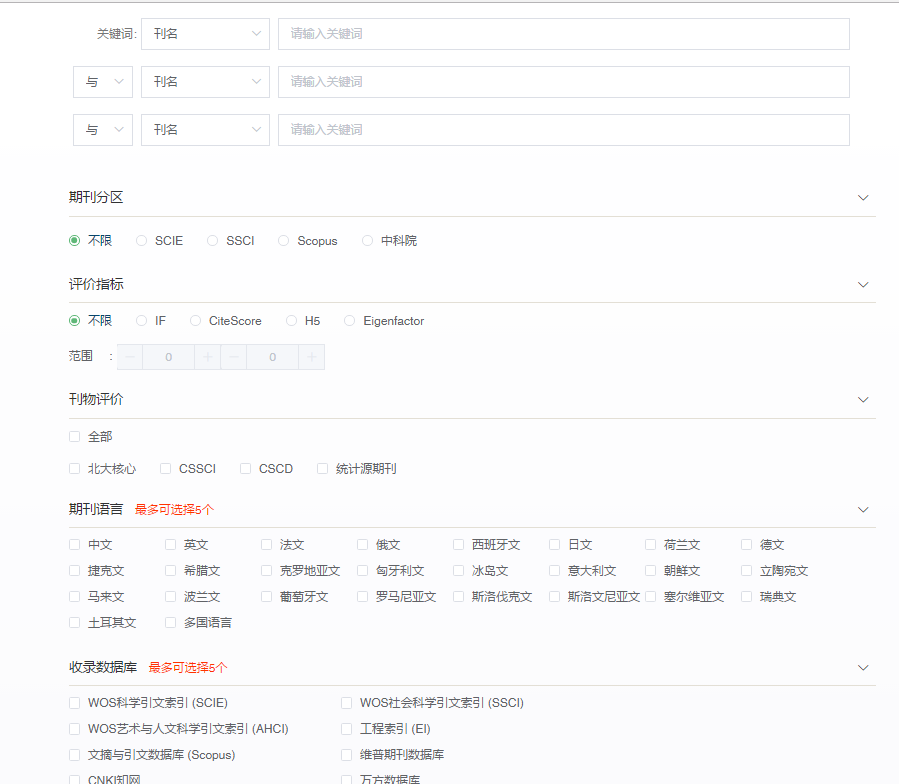 关键词: 刊名 请输入关键词
与 刊名 请输入关键词
与 刊名 请输入关键词
期刊分区
不限 SCIE SSCI Scopus 中科院
评价指标
不限 IF CiteScore H5 Eigenfactor
范围 : 0 0
刊物评价
全部
北大核心 CSSCI CSCD 统计源期刊
期刊语言 最多可选择5个
中文 英文 法文 俄文 西班牙文 日文 荷兰文 德文
捷克文 希腊文 克罗地亚文 匈牙利文 冰岛文 意大利文 朝鲜文 立陶宛文
马来文 波兰文 葡萄牙文 罗马尼亚文 斯洛伐克文 斯洛文尼亚文 塞尔维亚文 瑞典文
土耳其文 多国语言
收录数据库 最多可选择5个
WOS科学引文索引 (SCIE) WOS社会科学引文索引 (SSCI)
WOS艺术与人文科学引文索引 (AHCI) 工程索引 (EI)
文摘与引文数据库 (Scopus) 维普期刊数据库
CNKI知网 万方数据库